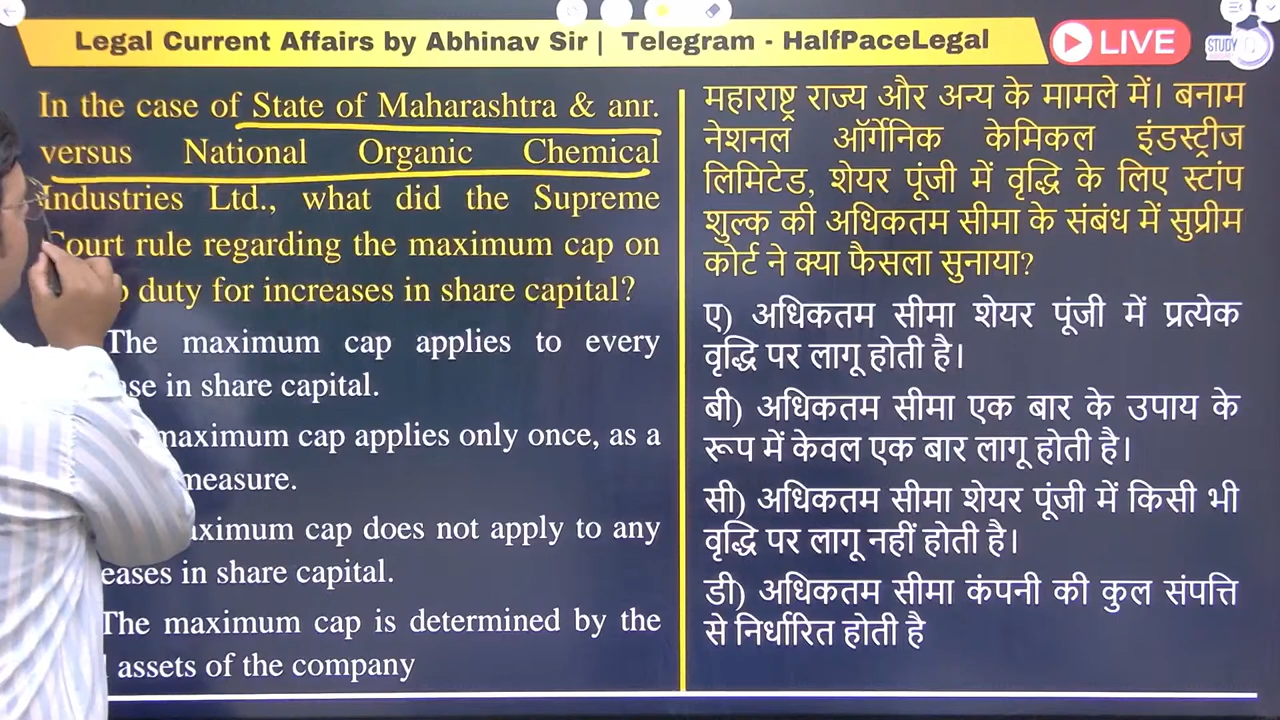 Legal Current Affairs by Abhinav Sir | Telegram - HalfPaceLegal
LIVE
STUDY
In the case of State of Maharashtra & anr.
versus National Organic Chemical
Industries Ltd., what did the Supreme
Court rule regarding the maximum cap on
duty for increases in share capital?
The maximum cap applies to every
in share capital.
maximum cap applies only once, as a
measure.
maximum cap does not apply to any
in share capital.
The maximum cap is determined by the
assets of the company
महाराष्ट्र राज्य और अन्य के मामले में। बनाम
नेशनल ऑर्गेनिक केमिकल इंडस्ट्रीज
लिमिटेड, शेयर पूंजी में वृद्धि के लिए स्टांप
शुल्क की अधिकतम सीमा के संबंध में सुप्रीम
कोर्ट ने क्या फैसला सुनाया?
ए) अधिकतम सीमा शेयर पूंजी में प्रत्येक
वृद्धि पर लागू होती है।
बी) अधिकतम सीमा एक बार के उपाय के
रूप में केवल एक बार लागू होती है।
सी) अधिकतम सीमा शेयर पूंजी में किसी भी
वृद्धि पर लागू नहीं होती है।
डी) अधिकतम सीमा कंपनी की कुल संपत्ति
से निर्धारित होती है